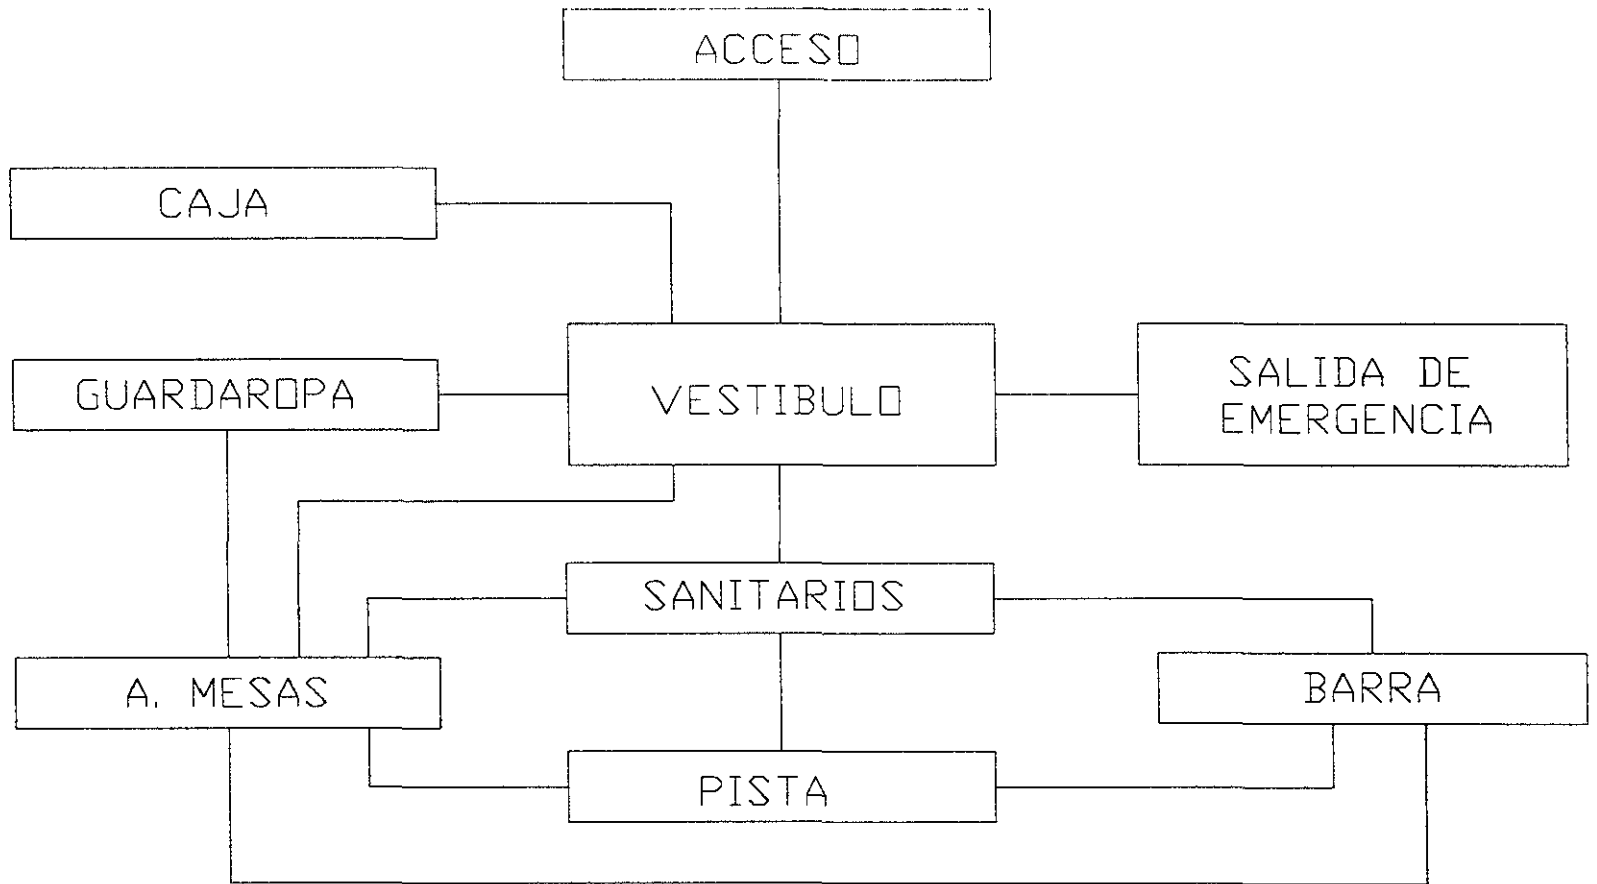 ACCESO
CAJA
GUARDAROPA
VESTIBULO
SALIDA DE
EMERGENCIA
SANITARIOS
A. MESAS
BARRA
PISTA